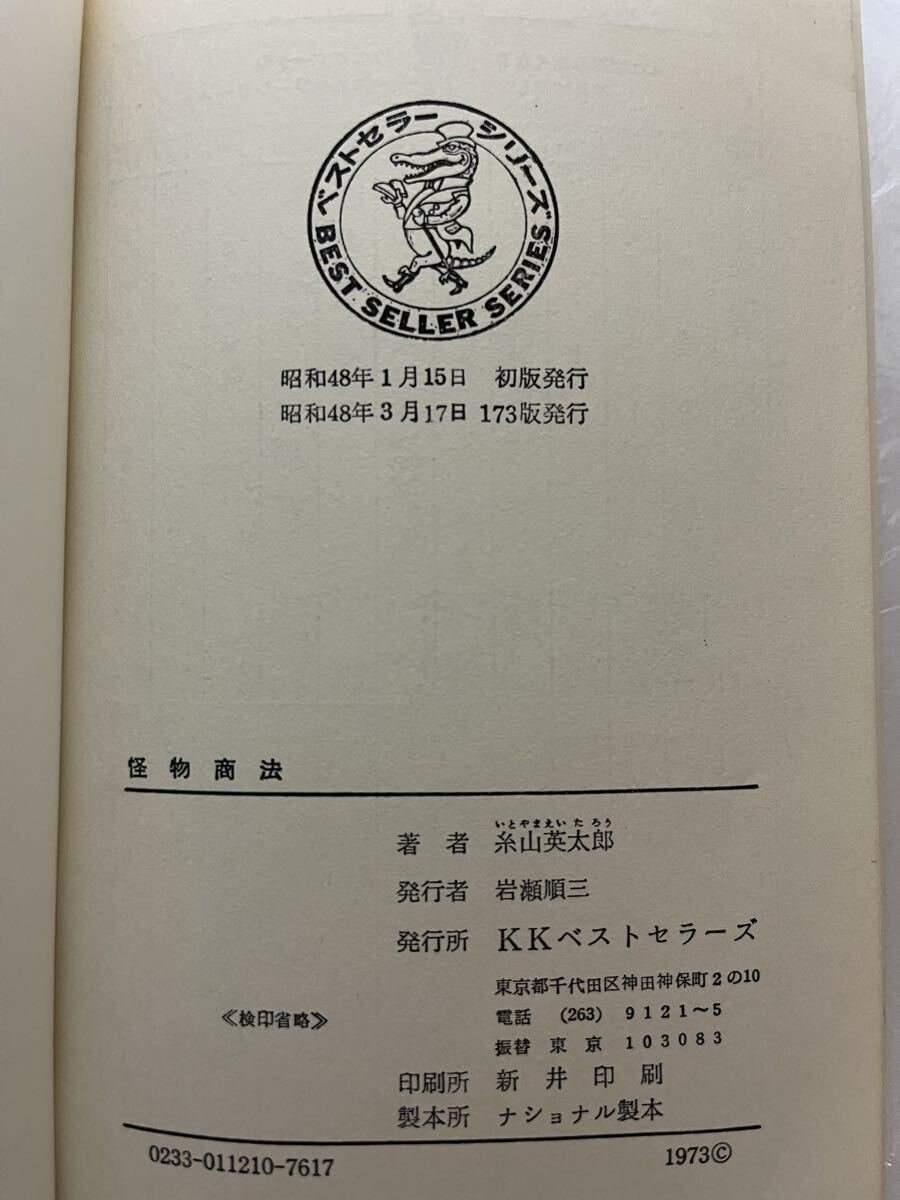 ベストセラーシリーズ
BEST SELLER SERIES
昭和48年1月15日 初版発行
昭和48年3月17日 173版発行
怪物商法
著者 糸山英太郎
いとやまえいたろう
発行者 岩瀬順三
発行所 KKベストセラーズ
東京都千代田区神田神保町2の10
《検印省略》 電話 (263) 9121〜5
振替 東京 103083
印刷所 新井印刷
製本所 ナショナル製本
0233-011210-7617 1973©